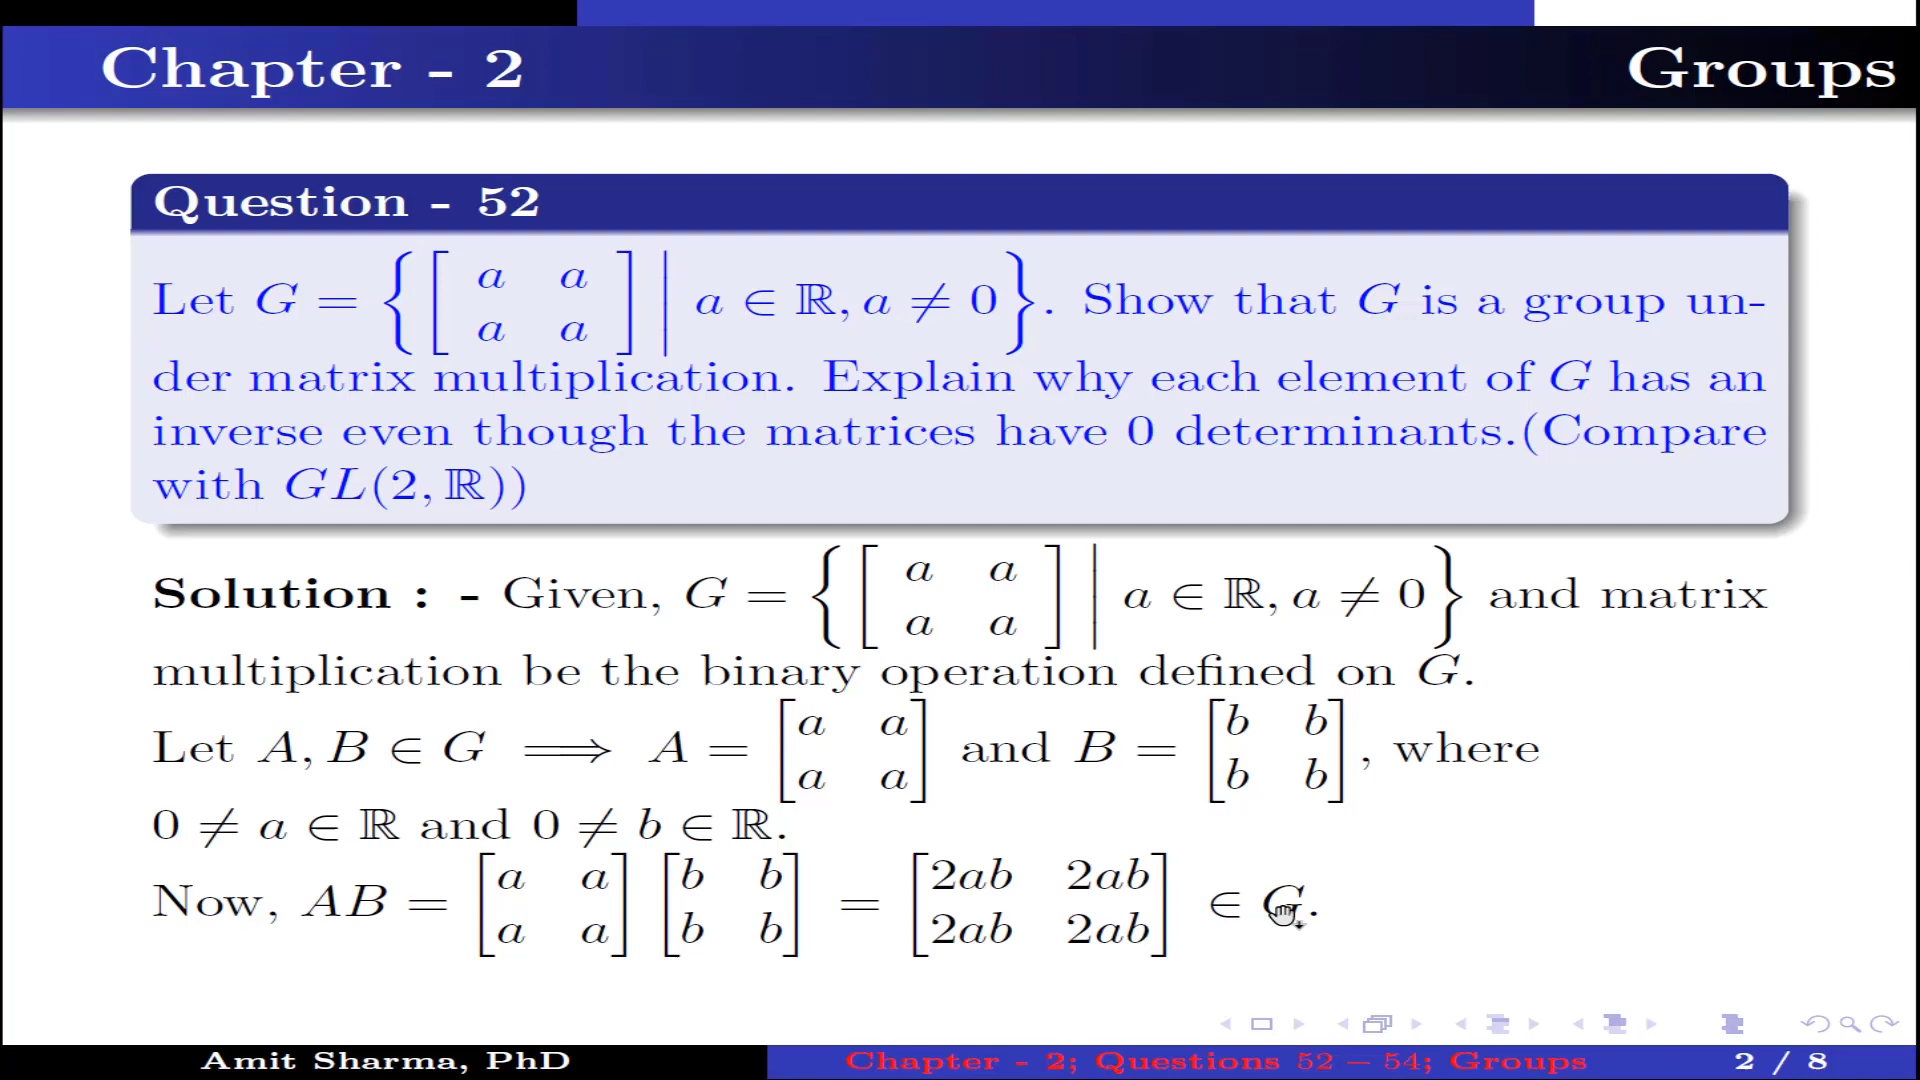 Chapter - 2 Groups
Question - 52
Let G = { [ a a ; a a ] | a ∈ ℝ, a ≠ 0 }. Show that G is a group un-
der matrix multiplication. Explain why each element of G has an
inverse even though the matrices have 0 determinants.(Compare
with GL(2, ℝ))
Solution : - Given, G = { [ a a ; a a ] | a ∈ ℝ, a ≠ 0 } and matrix
multiplication be the binary operation defined on G.
Let A, B ∈ G ⟹ A = [ a a ; a a ] and B = [ b b ; b b ], where
0 ≠ a ∈ ℝ and 0 ≠ b ∈ ℝ.
Now, AB = [ a a ; a a ] [ b b ; b b ] = [ 2ab 2ab ; 2ab 2ab ] ∈ G.
Amit Sharma, PhD Chapter - 2; Questions 52 – 54; Groups 2 / 8